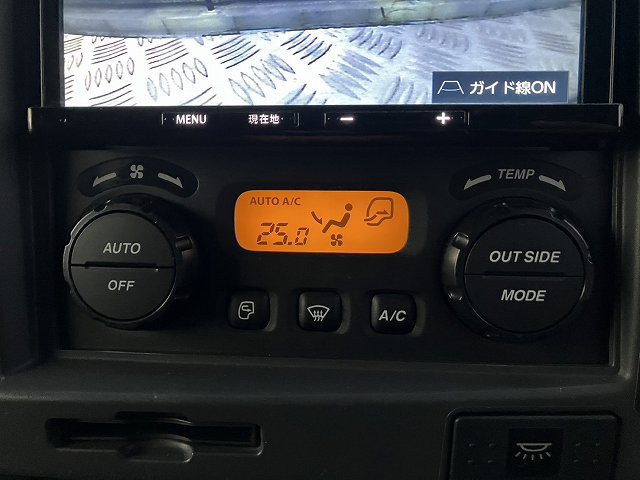 ガイド線ON
MENU 現在地 − +
TEMP
AUTO A/C
25.0
AUTO
OFF
OUT SIDE
MODE
A/C